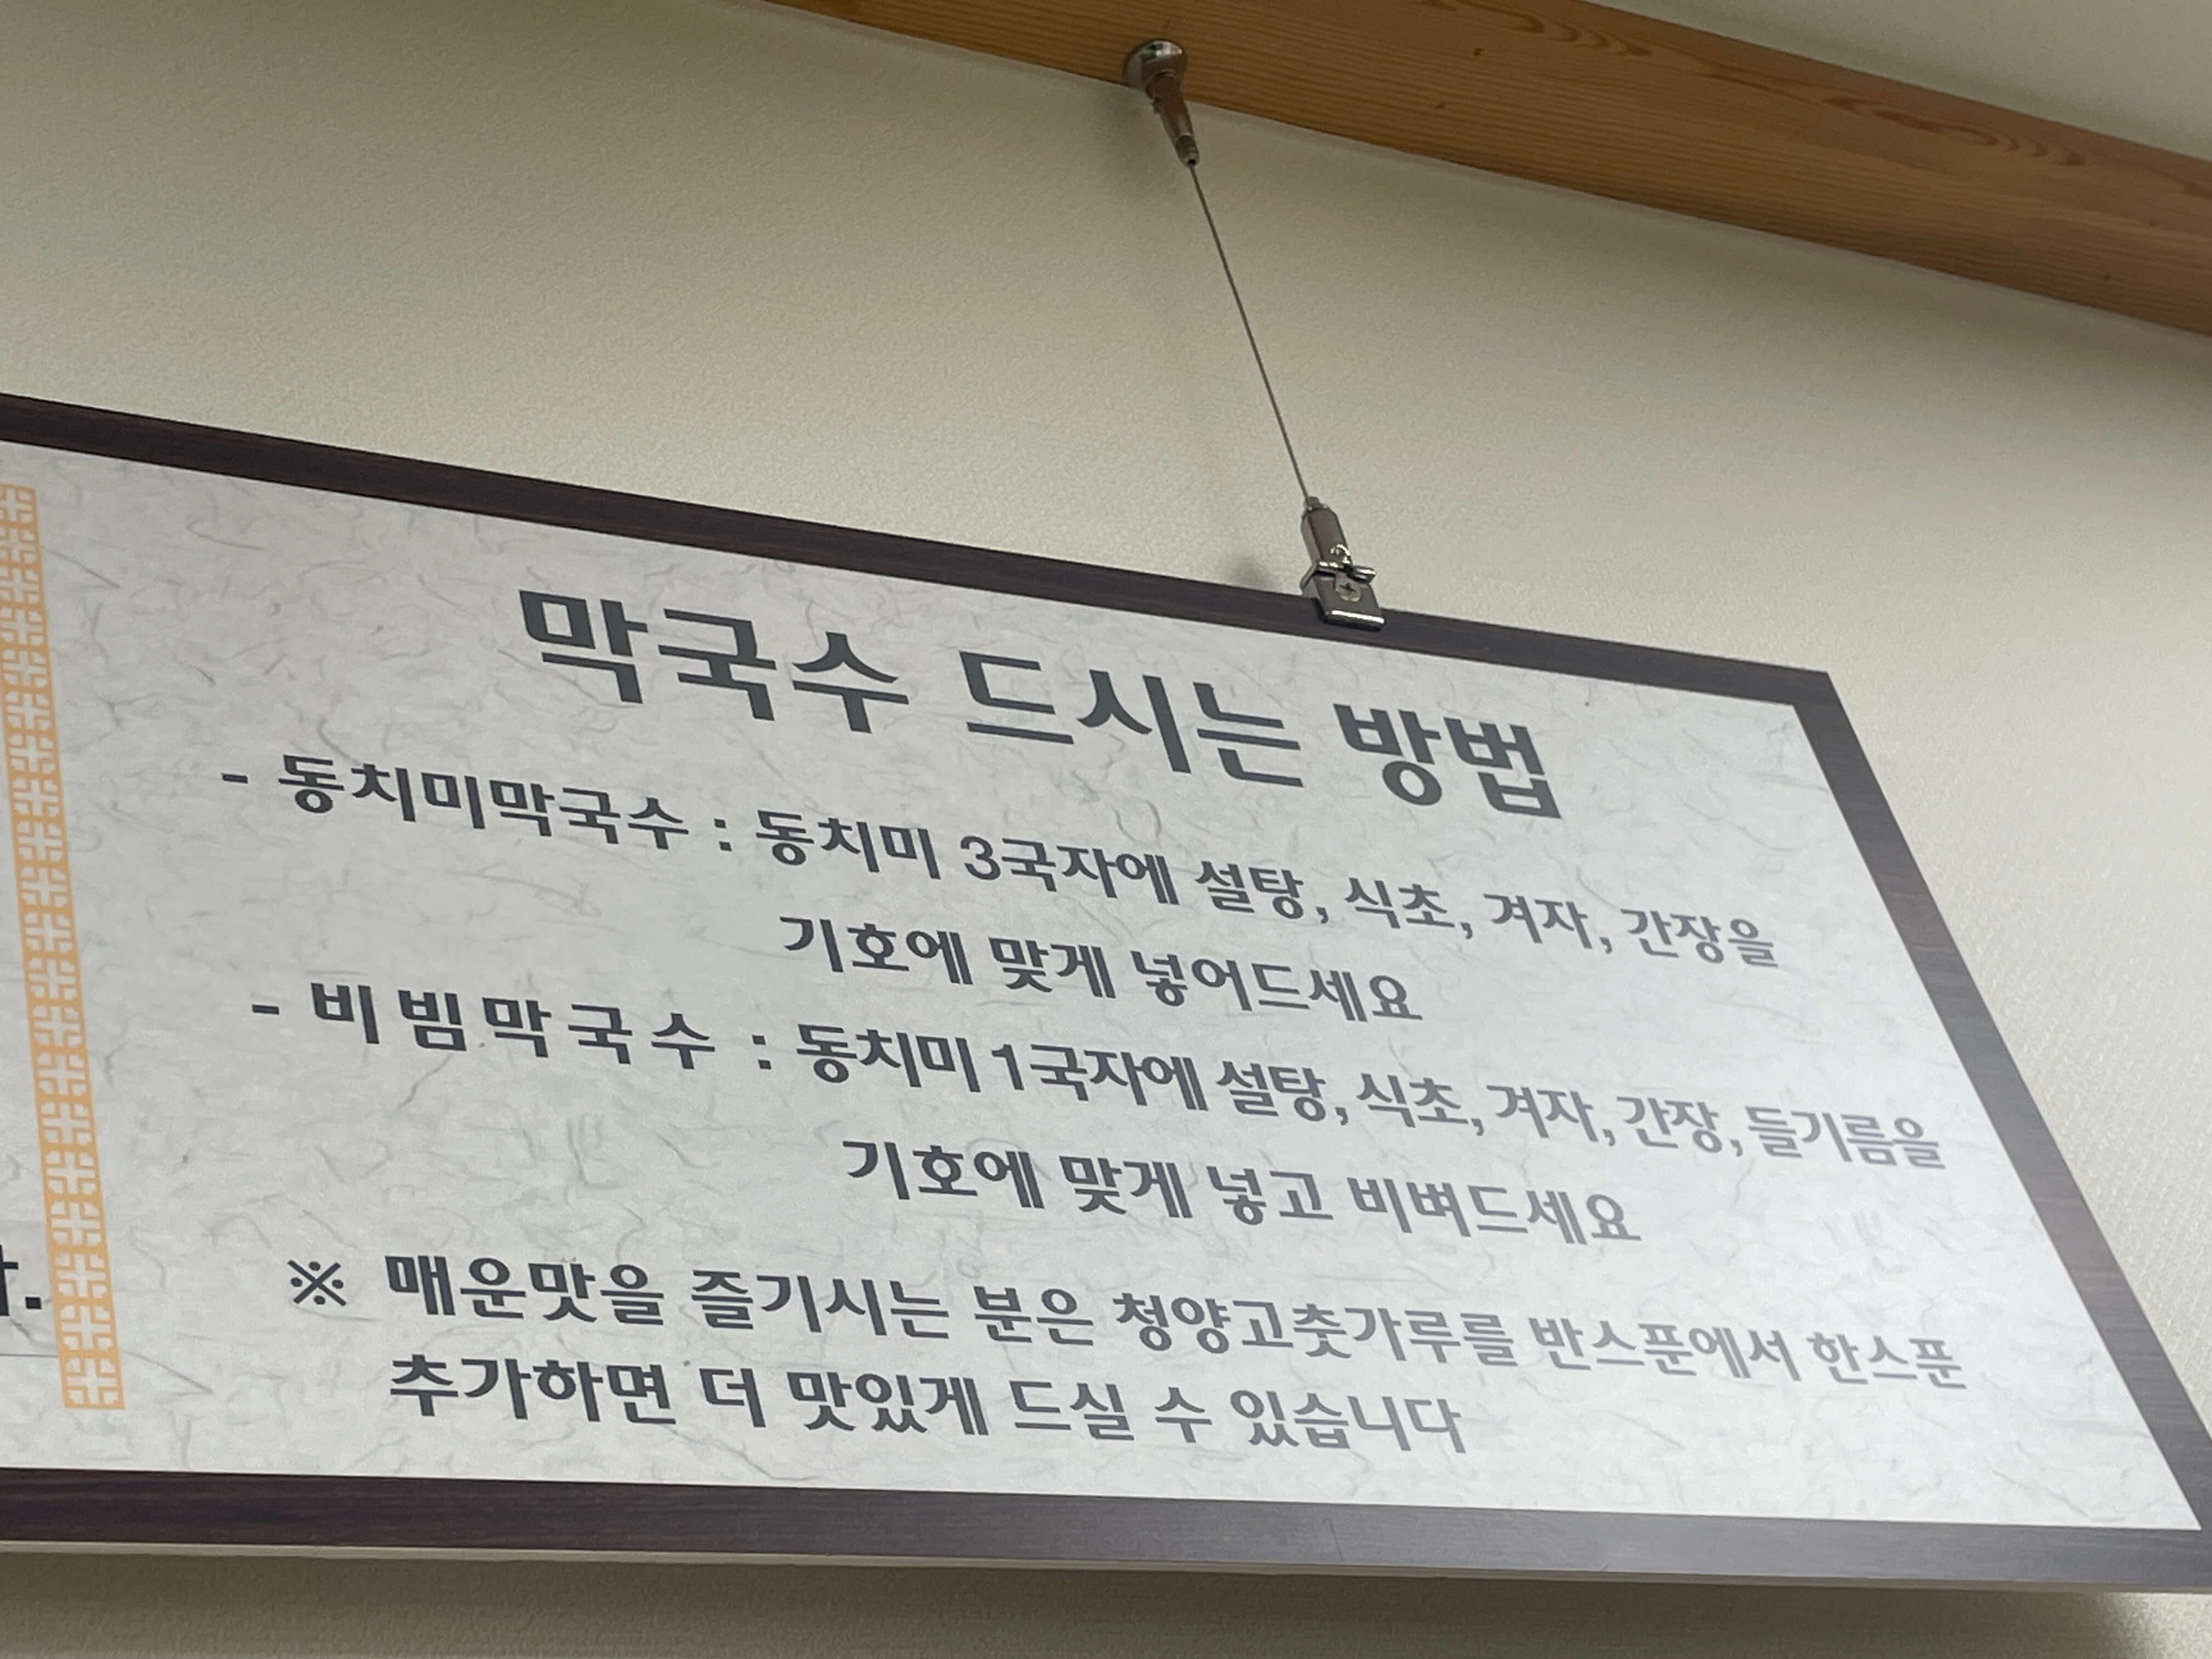 막국수 드시는 방법
- 동치미막국수 : 동치미 3국자에 설탕, 식초, 겨자, 간장을
기호에 맞게 넣어드세요
- 비빔막국수 : 동치미 1국자에 설탕, 식초, 겨자, 간장, 들기름을
기호에 맞게 넣고 비벼드세요
※ 매운맛을 즐기시는 분은 청양고춧가루를 반스푼에서 한스푼
추가하면 더 맛있게 드실 수 있습니다